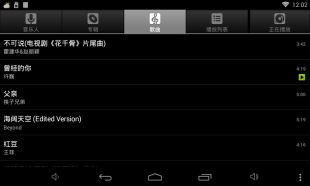 12:02
音乐人
专辑
歌曲
播放列表
正在播放
不可说(电视剧《花千骨》片尾曲)
3:42
霍建华&赵丽颖
曾经的你
4:21
许巍
父亲
5:00
筷子兄弟
海阔天空 (Edited Version)
5:19
Beyond
红豆
4:16
王菲